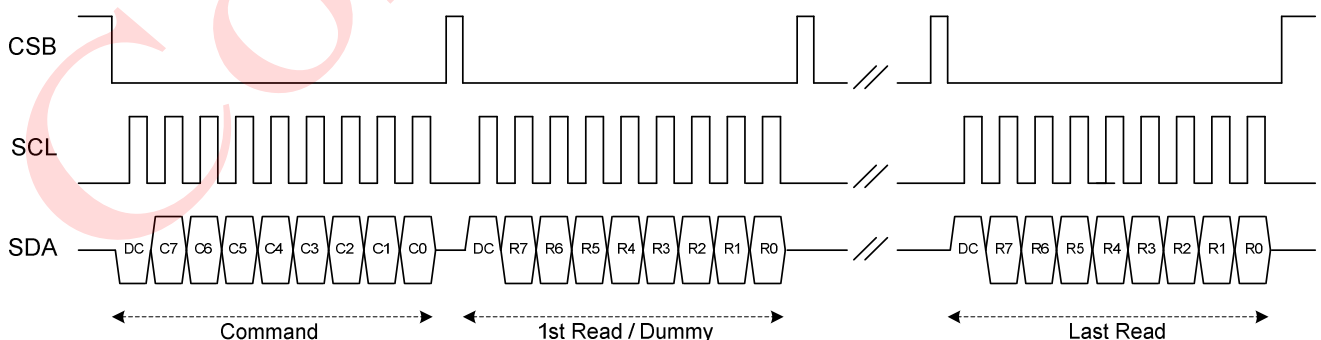 CSB
SCL
SDA DC C7 C6 C5 C4 C3 C2 C1 C0 DC R7 R6 R5 R4 R3 R2 R1 R0 DC R7 R6 R5 R4 R3 R2 R1 R0
Command 1st Read / Dummy Last Read